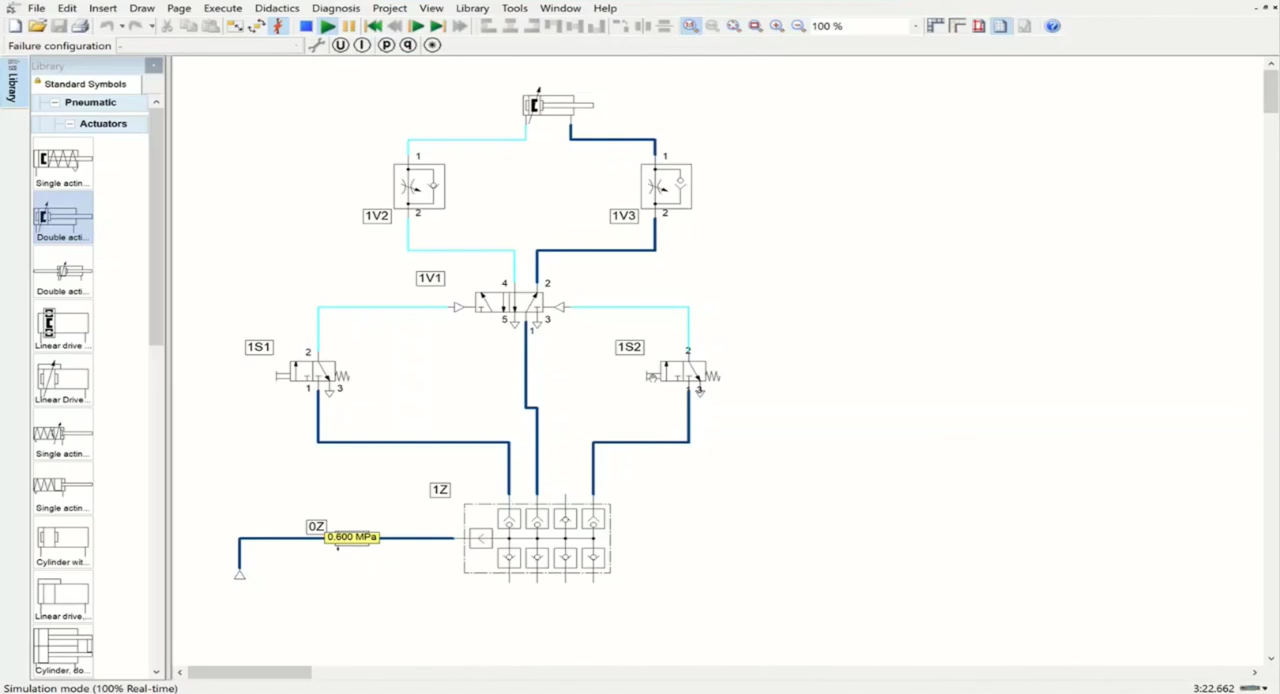 File Edit Insert Draw Page Execute Didactics Diagnosis Project View Library Tools Window Help
100 %
Failure configuration -
U I p q
Library
Library
Standard Symbols
Pneumatic
Actuators
Single actin...
Double acti...
Double acti...
Linear drive ...
Linear Drive...
Single actin...
Single actin...
Cylinder wit...
Linear drive,...
Cylinder, do...
1 1
1V2 2 1V3 2
1V1 4 2
5 1 3
1S1 2 1S2 2
1 3 3
1Z
0Z
0.600 MPa
Simulation mode (100% Real-time) 3:22.662